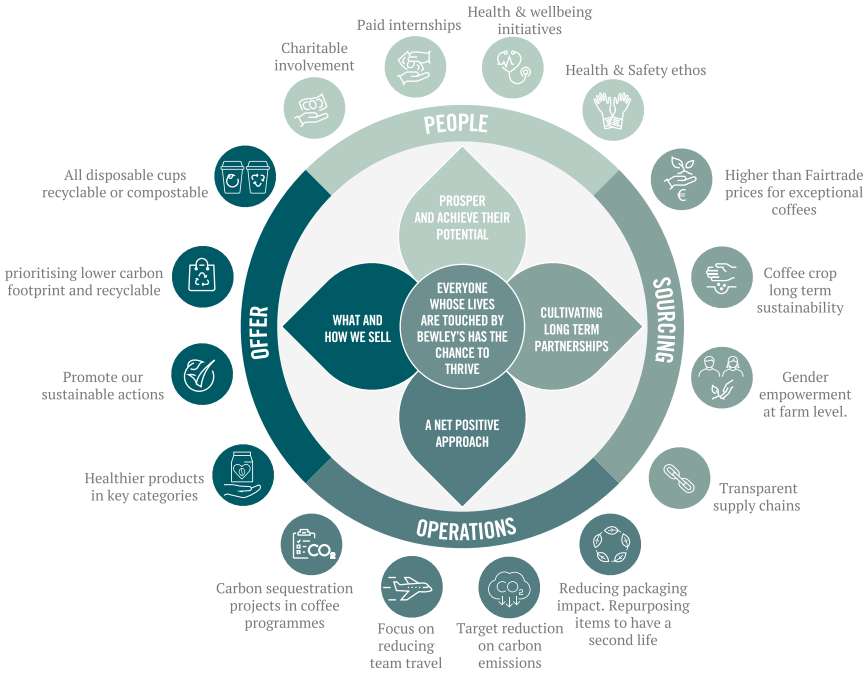 Health & wellbeing
initiatives
Paid internships
Charitable
involvement
Health & Safety ethos
PEOPLE
All disposable cups
recyclable or compostable
Higher than Fairtrade
prices for exceptional
coffees
€
PROSPER
AND ACHIEVE THEIR
POTENTIAL
prioritising lower carbon
footprint and recyclable
Coffee crop
long term
sustainability
OFFER
WHAT AND
HOW WE SELL
EVERYONE
WHOSE LIVES
ARE TOUCHED BY
BEWLEY'S HAS THE
CHANCE TO
THRIVE
CULTIVATING
LONG TERM
PARTNERSHIPS
SOURCING
Promote our
sustainable actions
Gender
empowerment
at farm level.
A NET POSITIVE
APPROACH
Healthier products
in key categories
Transparent
supply chains
OPERATIONS
CO2
Carbon sequestration
projects in coffee
programmes
Focus on
reducing
team travel
CO2
Target reduction
on carbon
emissions
Reducing packaging
impact. Repurposing
items to have a
second life